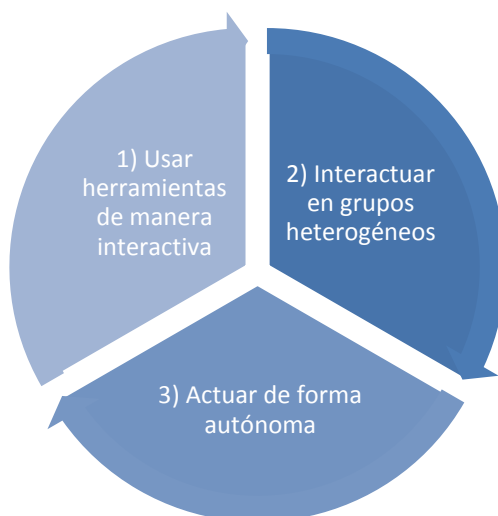 1) Usar
herramientas
de manera
interactiva
2) Interactuar
en grupos
heterogéneos
3) Actuar de forma
autónoma